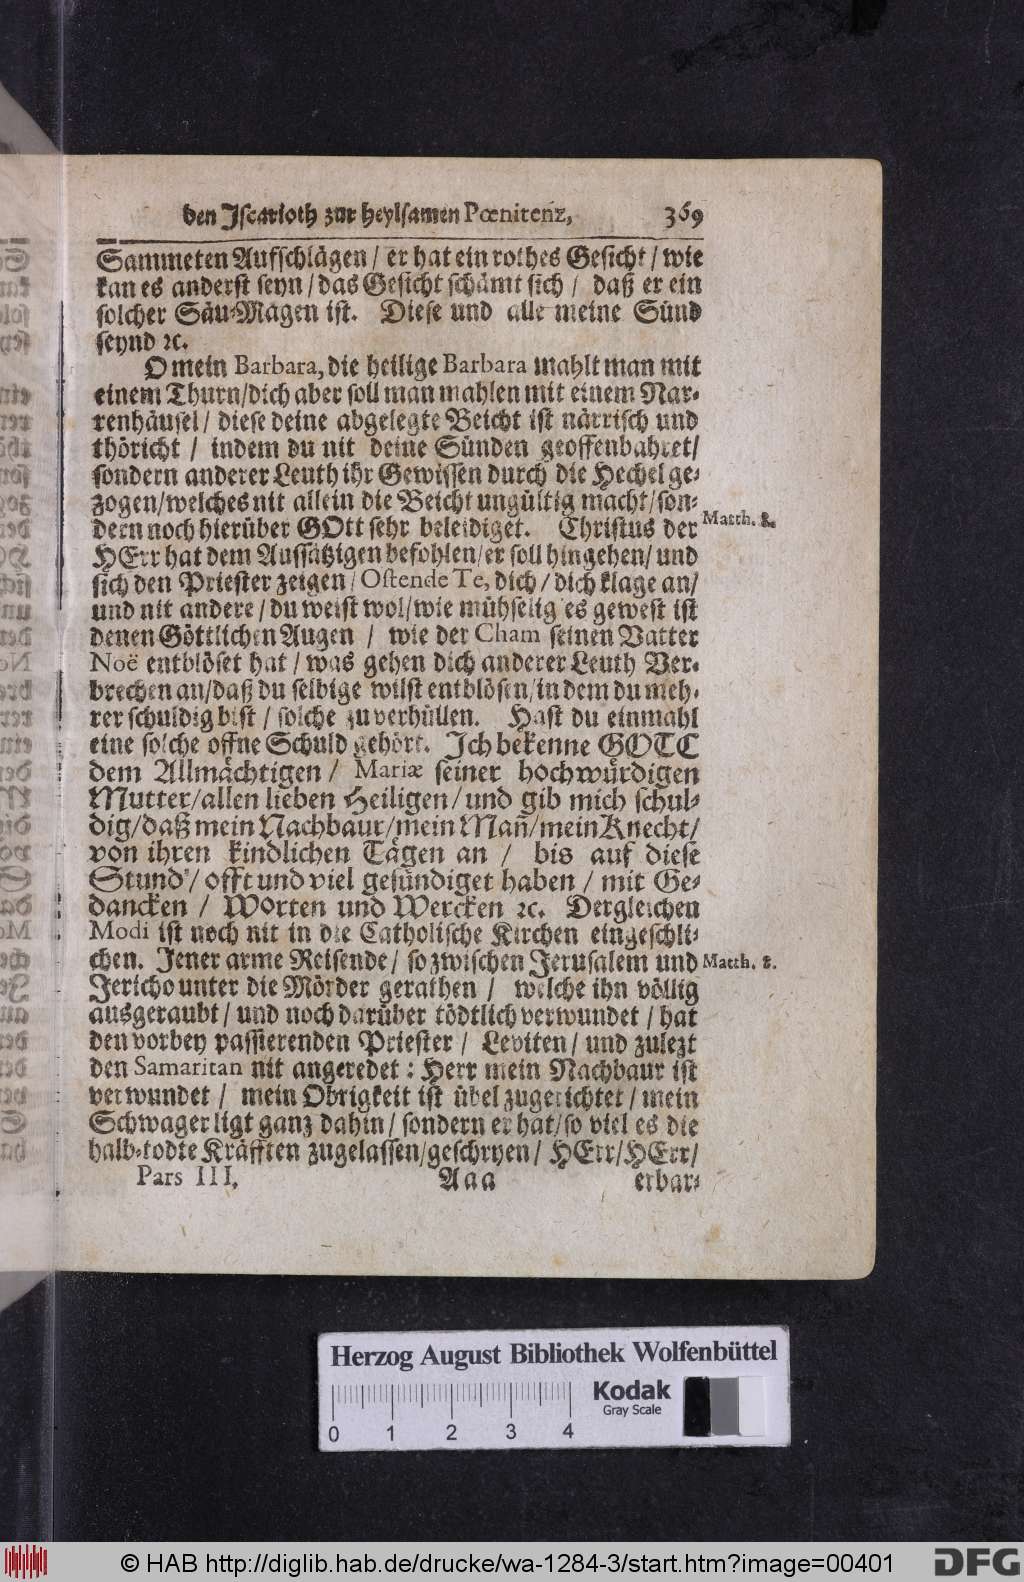 den Iscarioth zur heylsamen Pœnitenz, 369
Sammeten Aufschlägen / er hat ein rothes Gesicht / wie
kan es anderst seyn / das Gesicht schämt sich / daß er ein
solcher Säu-Magen ist. Diese und alle meine Sünd
seynd ꝛc.
O mein Barbara, die heilige Barbara mahlt man mit
einem Thurn / dich aber soll man mahlen mit einem Nar-
renhäusel / diese deine abgelegte Beicht ist närrisch und
thöricht / indem du nit deine Sünden geoffenbahret /
sondern anderer Leuth ihr Gewissen durch die Hechel ge-
zogen / welches nit allein die Beicht ungültig macht / son-
dern noch hierüber GOtt sehr beleidiget. Christus der Matth. 8.
HErr hat dem Aussätzigen befohlen / er soll hingehen / und
sich den Priester zeigen / Ostende Te, dich / dich klage an /
und nit andere / du weist wol / wie mühselig es gewest ist
denen Göttlichen Augen / wie der Cham seinen Vatter
Noë entblöset hat / was gehen dich anderer Leuth Ver-
brechen an / daß du selbige wilst entblösen / in dem du meh-
rer schuldig bist / solche zu verhüllen. Hast du einmahl
eine solche offne Schuld gehört. Ich bekenne GOTT
dem Allmächtigen / Mariæ seiner hochwürdigen
Mutter / allen lieben Heiligen / und gib mich schul-
dig / daß mein Nachbaur / mein Mañ / mein Knecht /
von ihren kindlichen Tägen an / bis auf diese
Stund / offt und viel gesündiget haben / mit Ge-
dancken / Worten und Wercken ꝛc. Dergleichen
Modi ist noch nit in die Catholische Kirchen eingeschli-
chen. Jener arme Reisende / so zwischen Jerusalem und Matth. 8.
Jericho unter die Mörder gerathen / welche ihn völlig
ausgeraubt / und noch darüber tödtlich verwundet / hat
den vorbey passierenden Priester / Leviten / und zulezt
den Samaritan nit angeredet : Herr mein Nachbaur ist
verwundet / mein Obrigkeit ist übel zugerichtet / mein
Schwager ligt ganz dahin / sondern er hat / so viel es die
halb-todte Kräfften zugelassen / geschryen / HErr / HErr /
Pars III. Aaa erbar-
Herzog August Bibliothek Wolfenbüttel
Kodak
Gray Scale
0 1 2 3 4
© HAB http://diglib.hab.de/drucke/wa-1284-3/start.htm?image=00401
DFG